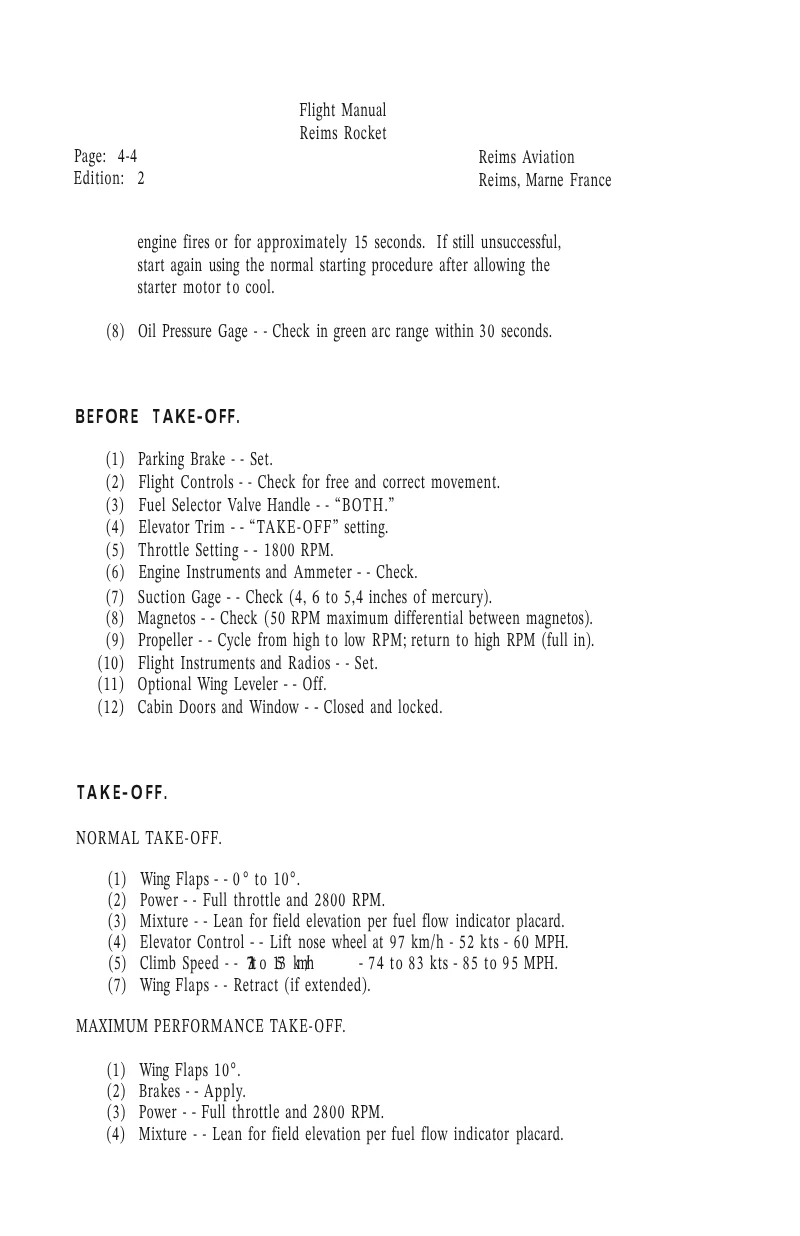 Flight Manual
Reims Rocket
Page: 4-4
Edition: 2
Reims Aviation
Reims, Marne France
engine fires or for approximately 15 seconds. If still unsuccessful,
start again using the normal starting procedure after allowing the
starter motor to cool.
(8) Oil Pressure Gage - - Check in green arc range within 30 seconds.
BEFORE TAKE-OFF.
(1) Parking Brake - - Set.
(2) Flight Controls - - Check for free and correct movement.
(3) Fuel Selector Valve Handle - - “BOTH.”
(4) Elevator Trim - - “TAKE-OFF” setting.
(5) Throttle Setting - - 1800 RPM.
(6) Engine Instruments and Ammeter - - Check.
(7) Suction Gage - - Check (4, 6 to 5,4 inches of mercury).
(8) Magnetos - - Check (50 RPM maximum differential between magnetos).
(9) Propeller - - Cycle from high to low RPM; return to high RPM (full in).
(10) Flight Instruments and Radios - - Set.
(11) Optional Wing Leveler - - Off.
(12) Cabin Doors and Window - - Closed and locked.
TAKE-OFF.
NORMAL TAKE-OFF.
(1) Wing Flaps - - 0° to 10°.
(2) Power - - Full throttle and 2800 RPM.
(3) Mixture - - Lean for field elevation per fuel flow indicator placard.
(4) Elevator Control - - Lift nose wheel at 97 km/h - 52 kts - 60 MPH.
(5) Climb Speed - - to km/h - 74 to 83 kts - 85 to 95 MPH.
(7) Wing Flaps - - Retract (if extended).
MAXIMUM PERFORMANCE TAKE-OFF.
(1) Wing Flaps 10°.
(2) Brakes - - Apply.
(3) Power - - Full throttle and 2800 RPM.
(4) Mixture - - Lean for field elevation per fuel flow indicator placard.